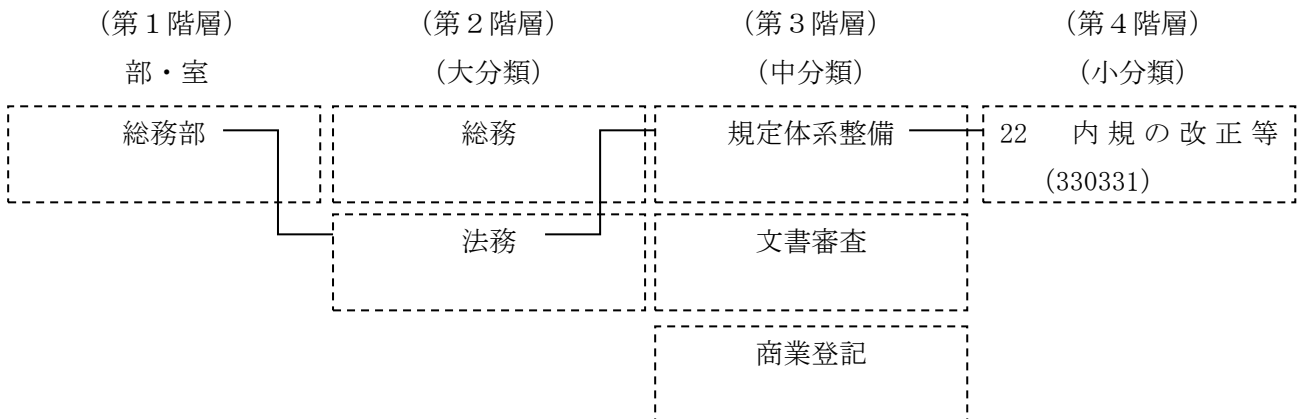 (第1階層) (第2階層) (第3階層) (第4階層)
部・室 (大分類) (中分類) (小分類)
総務部 総務 規定体系整備 22 内規の改正等
(330331)
法務 文書審査
商業登記